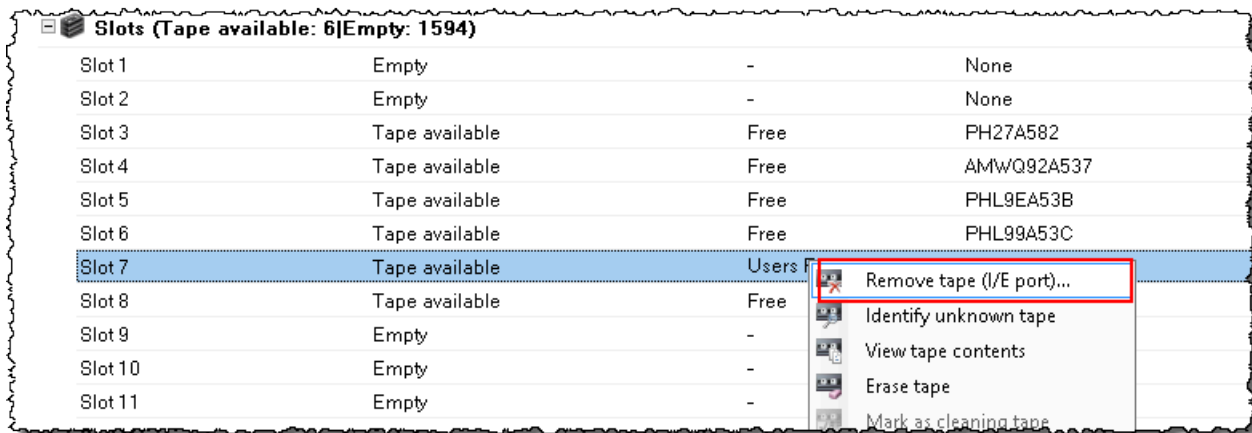 Slots (Tape available: 6|Empty: 1594)
Slot 1 Empty - None
Slot 2 Empty - None
Slot 3 Tape available Free PH27A582
Slot 4 Tape available Free AMWQ92A537
Slot 5 Tape available Free PHL9EA53B
Slot 6 Tape available Free PHL99A53C
Slot 7 Tape available Users
Remove tape (I/E port)...
Slot 8 Tape available Free
Identify unknown tape
Slot 9 Empty -
View tape contents
Slot 10 Empty -
Erase tape
Slot 11 Empty -
Mark as cleaning tape